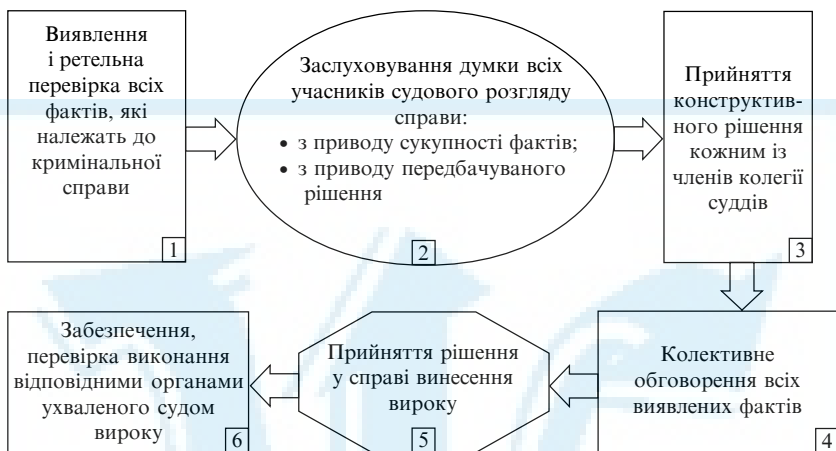 Виявлення
і ретельна
перевірка всіх
фактів, які
належать до
кримінальної
справи
1
Заслуховування думки всіх
учасників судового розгляду
справи:
• з приводу сукупності фактів;
• з приводу передбачуваного
рішення
2
Прийняття
конструктив-
ного рішення
кожним із
членів колегії
суддів
3
Колективне
обговорення всіх
виявлених фактів
4
Прийняття рішення
у справі винесення
вироку
5
Забезпечення,
перевірка виконання
відповідними органами
ухваленого судом
вироку
6